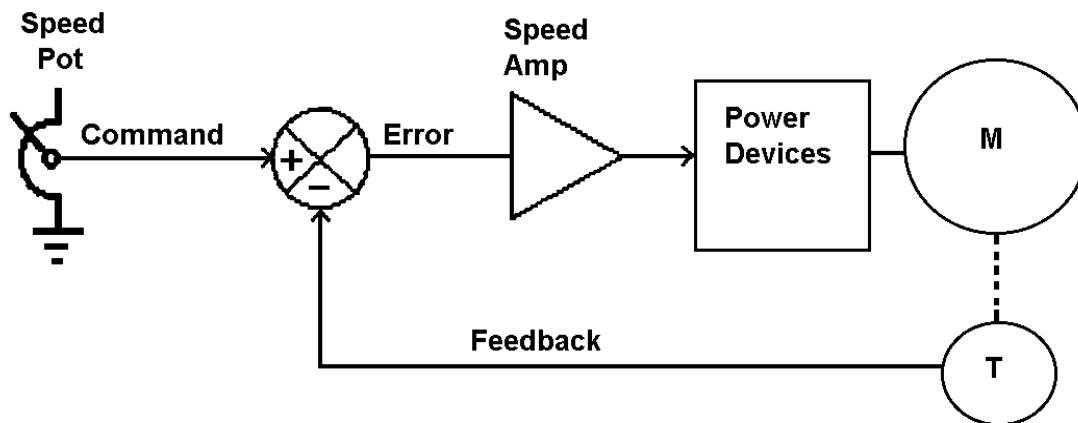 Speed
Pot
Command
+
−
Error
Speed
Amp
Power
Devices
M
Feedback
T